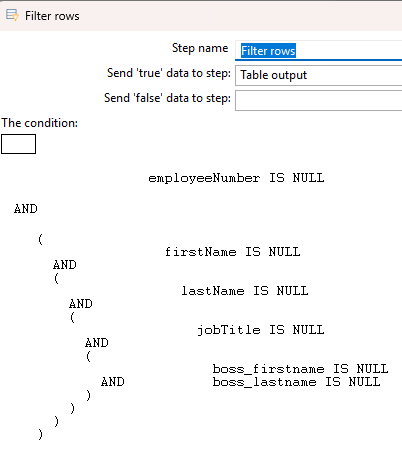 Filter rows
Step name Filter rows
Send 'true' data to step: Table output
Send 'false' data to step:
The condition:
employeeNumber IS NULL
AND
(
firstName IS NULL
AND
(
lastName IS NULL
AND
(
jobTitle IS NULL
AND
(
boss_firstname IS NULL
AND boss_lastname IS NULL
)
)
)
)